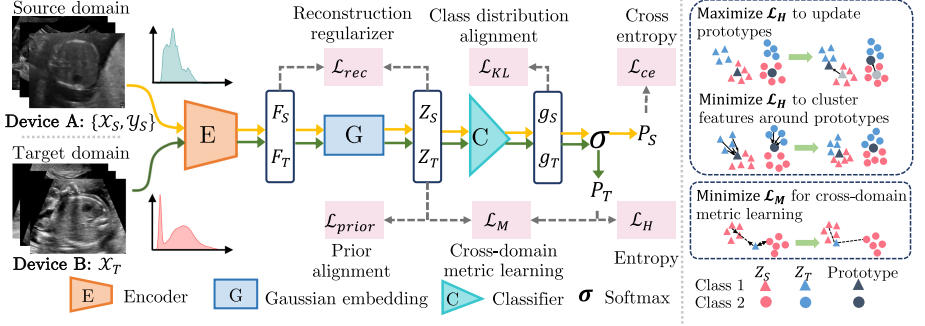 Source domain
Device A: {𝒳_S, 𝒴_S}
Target domain
Device B: 𝒳_T
E
F_S
F_T
G
Z_S
Z_T
C
g_S
g_T
σ
P_S
P_T
Reconstruction
regularizer
ℒ_rec
Class distribution
alignment
ℒ_KL
Cross
entropy
ℒ_ce
ℒ_prior
Prior
alignment
ℒ_M
Cross-domain
metric learning
ℒ_H
Entropy
E Encoder
G Gaussian embedding
C Classifier
σ Softmax
Maximize ℒ_H to update
prototypes
Minimize ℒ_H to cluster
features around prototypes
Minimize ℒ_M for cross-domain
metric learning
Z_S Z_T Prototype
Class 1
Class 2